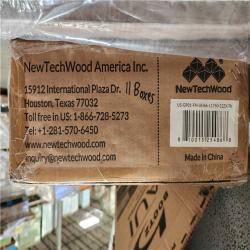 NewTechWood America Inc.
15912 International Plaza Dr.
Houston, Texas 77032
11 Boxes
Toll free in US: 1-866-728-5273
Tel: +1-281-570-6450
www.newtechwood.com
inquiry@newtechwood.com
NewTechWood
Made in China